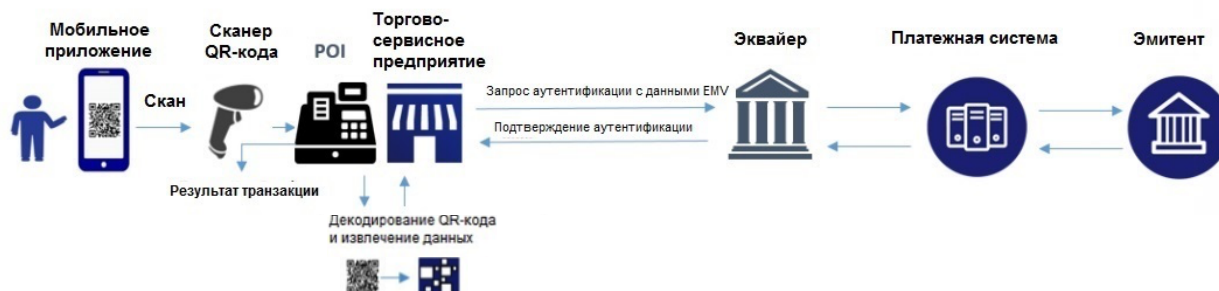 Мобильное
приложение
Сканер
QR-кода
POI
Торгово-
сервисное
предприятие
Эквайер
Платежная система
Эмитент
Скан
Запрос аутентификации с данными EMV
Подтверждение аутентификации
Результат транзакции
Декодирование QR-кода
и извлечение данных